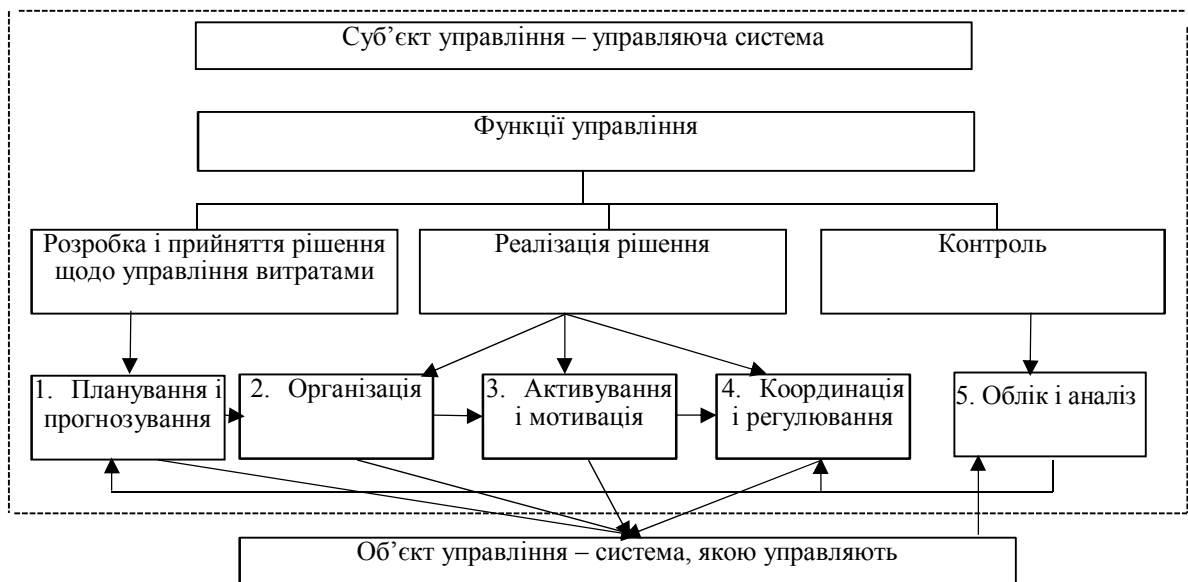 Суб’єкт управління – управляюча система
Функції управління
Розробка і прийняття рішення
щодо управління витратами
Реалізація рішення
Контроль
1. Планування і
прогнозування
2. Організація
3. Активування
і мотивація
4. Координація
і регулювання
5. Облік і аналіз
Об’єкт управління – система, якою управляють